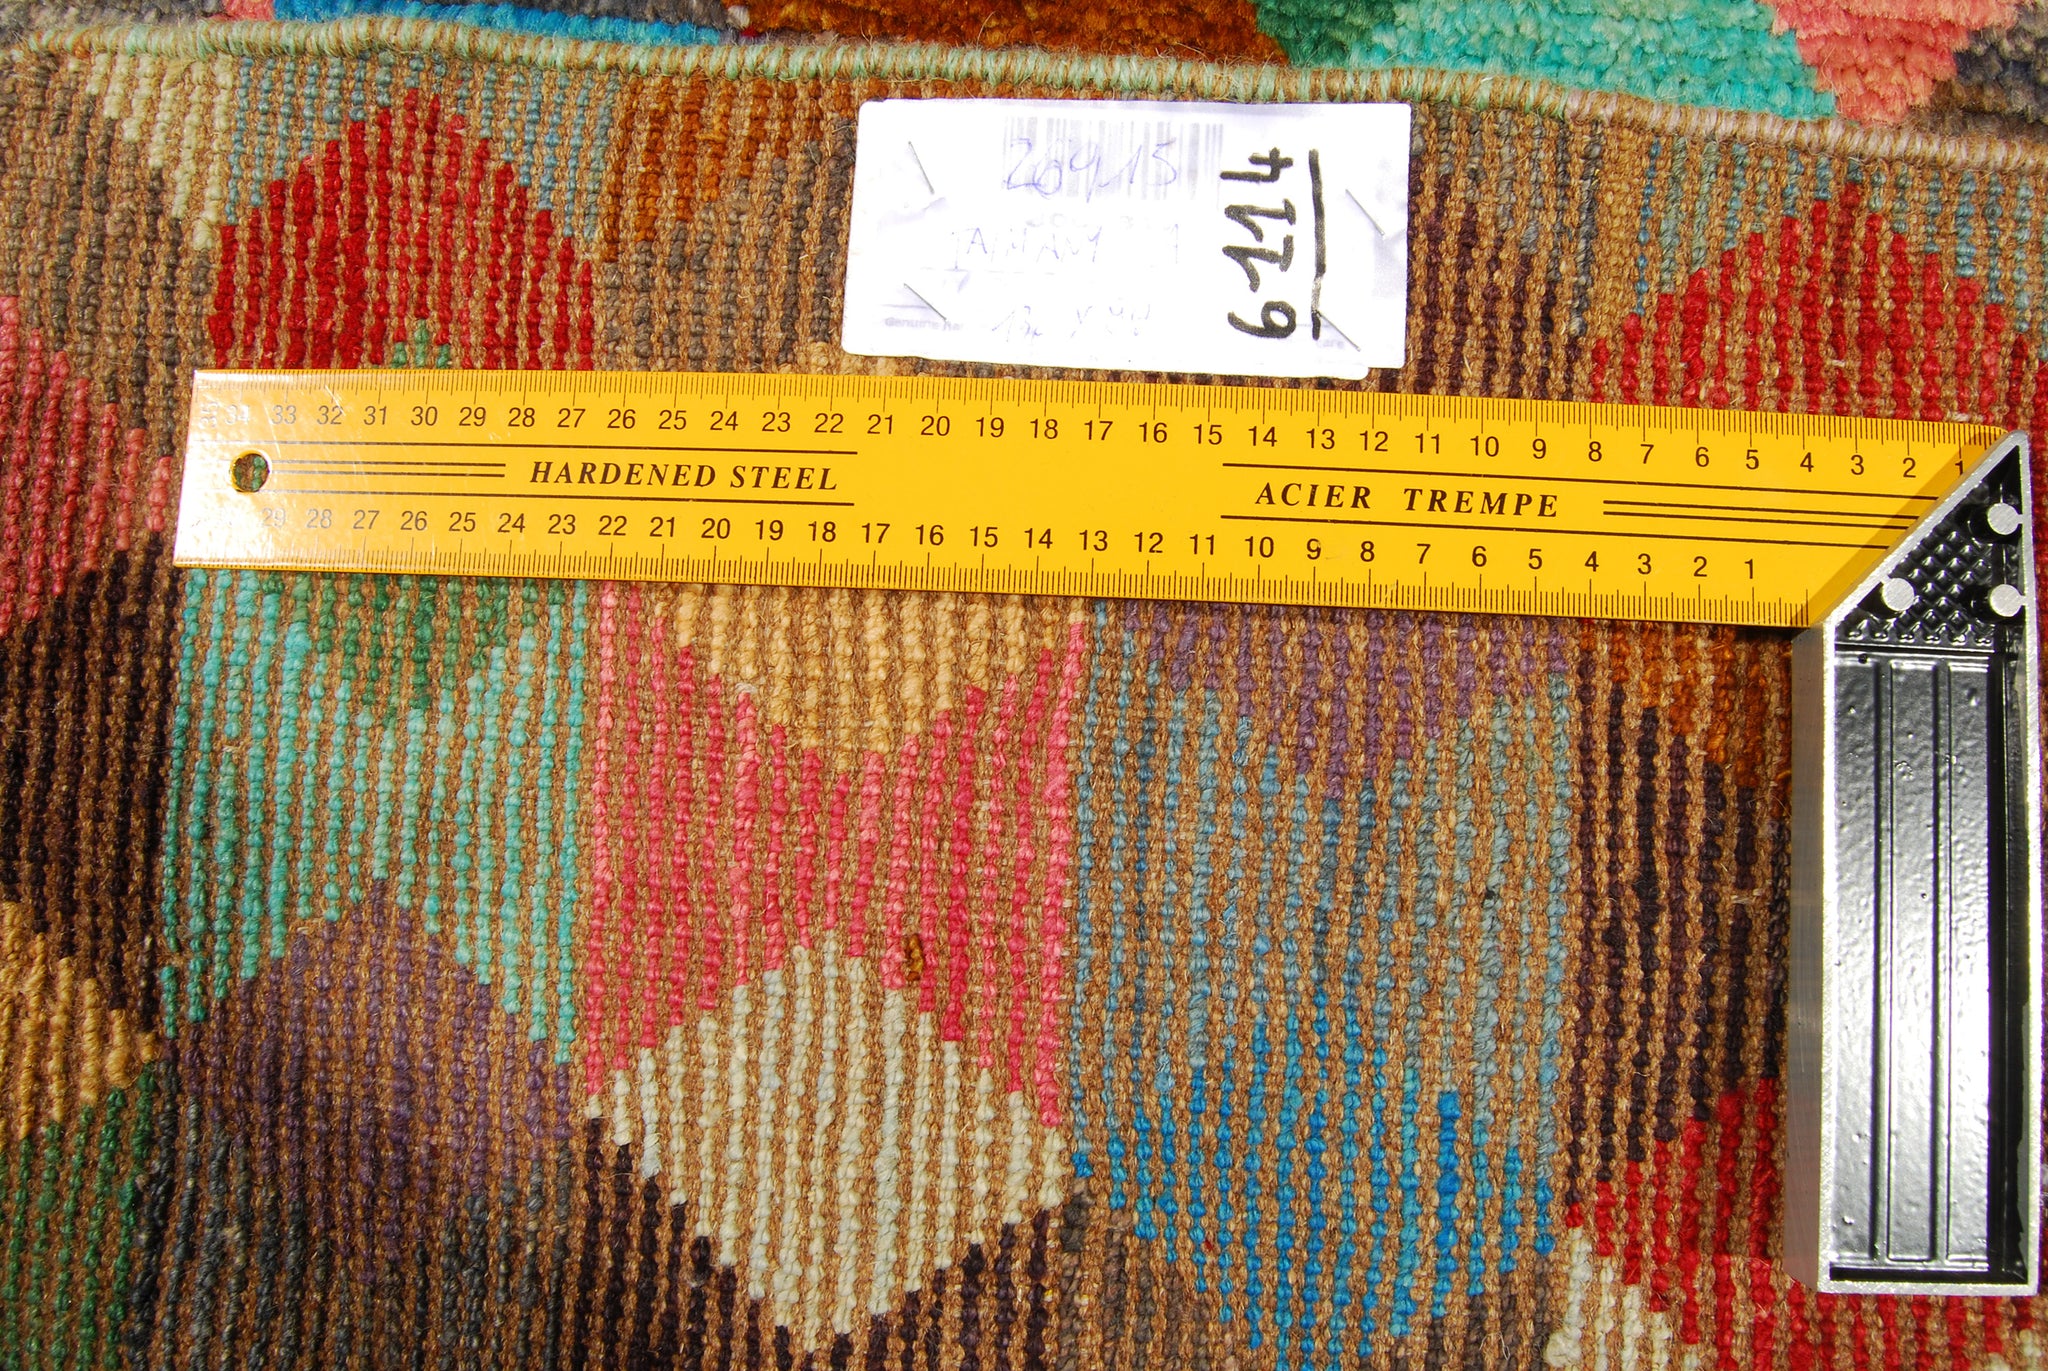 26915
6114
34 33 32 31 30 29 28 27 26 25 24 23 22 21 20 19 18 17 16 15 14 13 12 11 10 9 8 7 6 5 4 3 2 1
HARDENED STEEL ACIER TREMPE
29 28 27 26 25 24 23 22 21 20 19 18 17 16 15 14 13 12 11 10 9 8 7 6 5 4 3 2 1